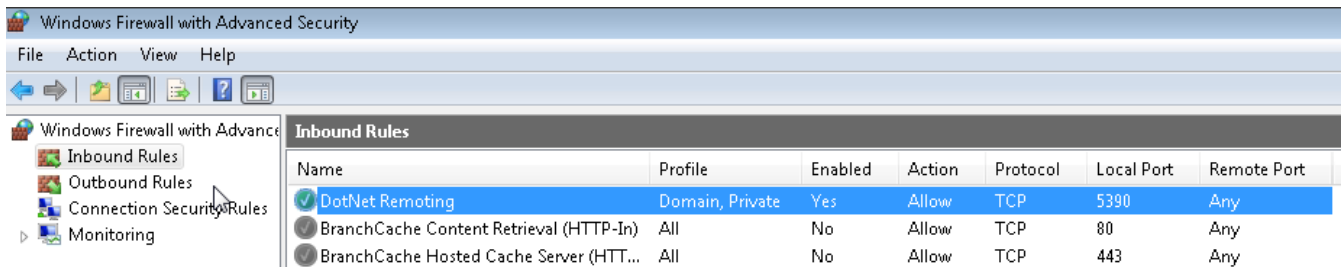 Windows Firewall with Advanced Security
File Action View Help
Windows Firewall with Advance
Inbound Rules
Outbound Rules
Connection Security Rules
Monitoring
Inbound Rules
Name Profile Enabled Action Protocol Local Port Remote Port
DotNet Remoting Domain, Private Yes Allow TCP 5390 Any
BranchCache Content Retrieval (HTTP-In) All No Allow TCP 80 Any
BranchCache Hosted Cache Server (HTT... All No Allow TCP 443 Any